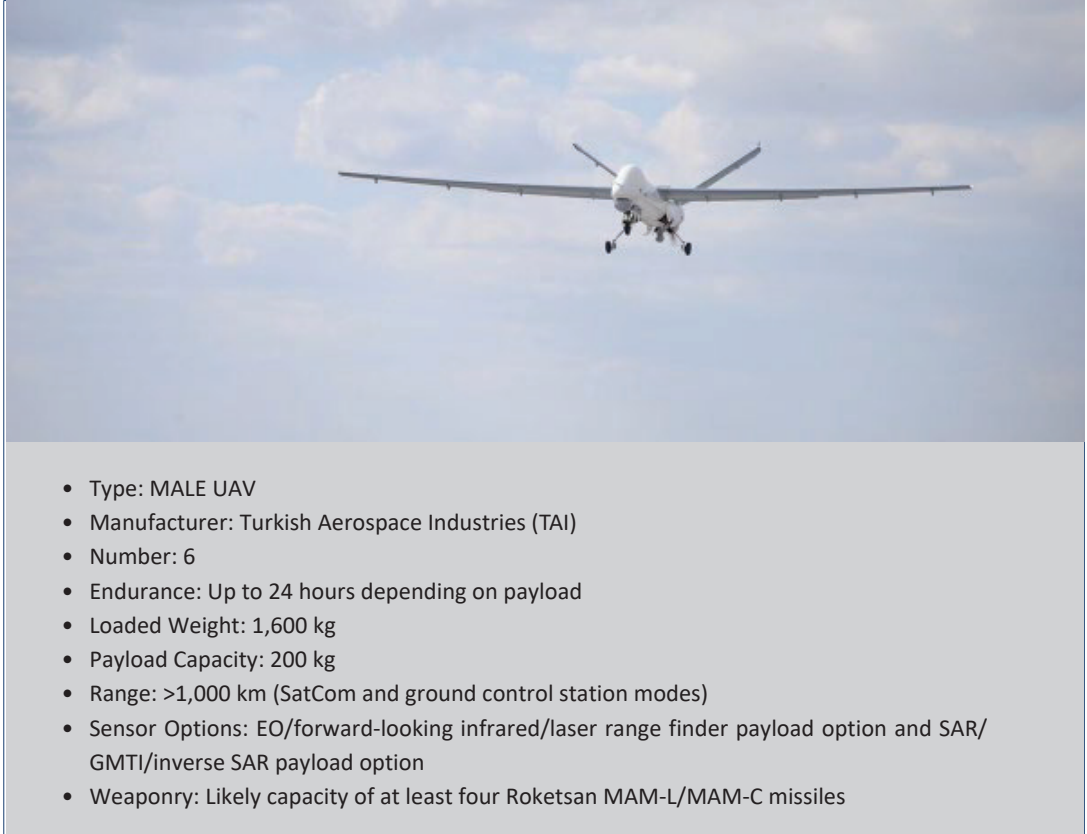 • Type: MALE UAV
• Manufacturer: Turkish Aerospace Industries (TAI)
• Number: 6
• Endurance: Up to 24 hours depending on payload
• Loaded Weight: 1,600 kg
• Payload Capacity: 200 kg
• Range: >1,000 km (SatCom and ground control station modes)
• Sensor Options: EO/forward-looking infrared/laser range finder payload option and SAR/
GMTI/inverse SAR payload option
• Weaponry: Likely capacity of at least four Roketsan MAM-L/MAM-C missiles